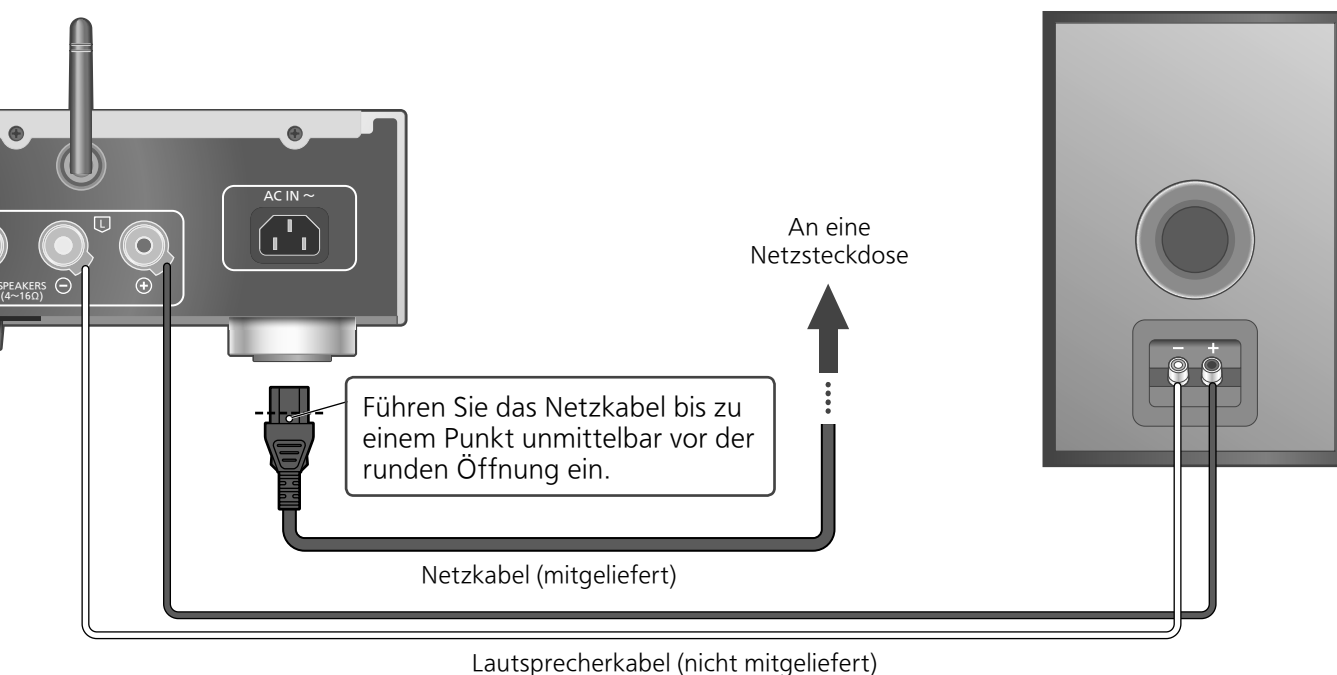 AC IN ~
L
SPEAKERS
(4~16Ω)
− +
An eine
Netzsteckdose
− +
Führen Sie das Netzkabel bis zu
einem Punkt unmittelbar vor der
runden Öffnung ein.
Netzkabel (mitgeliefert)
Lautsprecherkabel (nicht mitgeliefert)